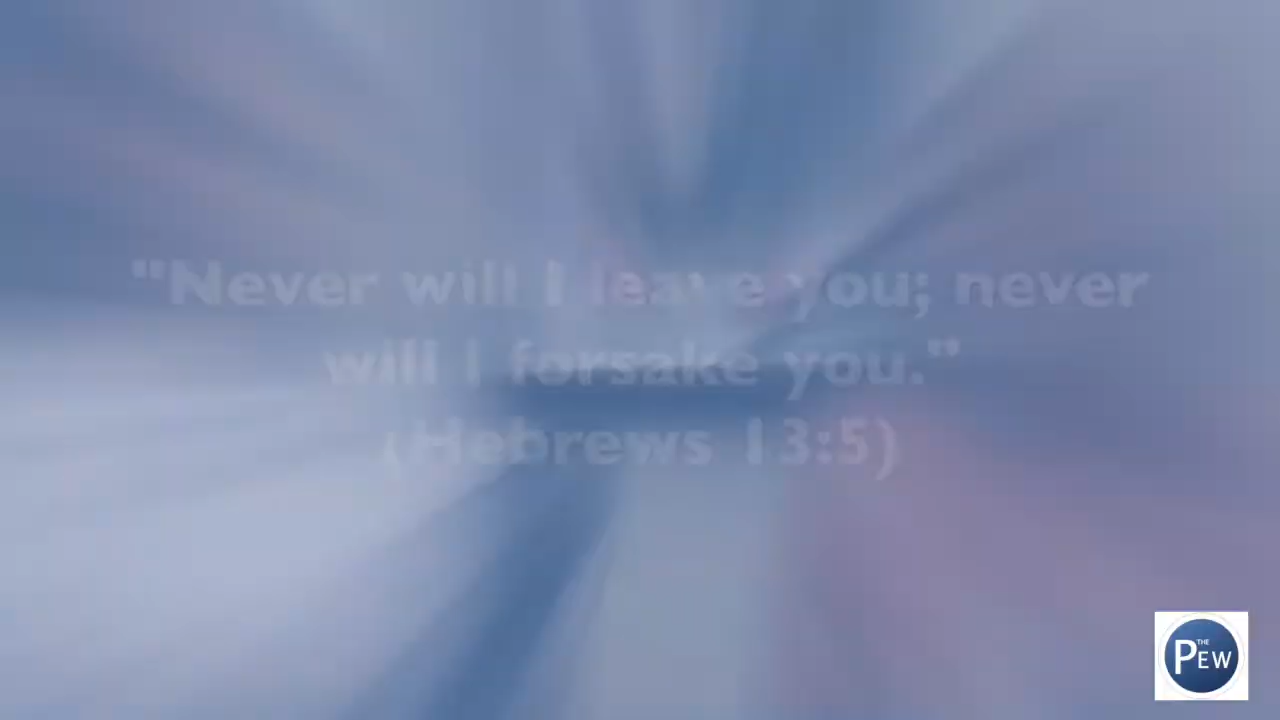 "Never will I leave you; never
will I forsake you."
(Hebrews 13:5)
THE
PEW